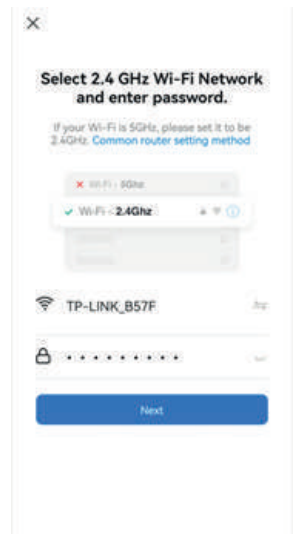 Select 2.4 GHz Wi-Fi Network
and enter password.
If your Wi-Fi is 5GHz, please set it to be
2.4GHz. Common router setting method
Wi-Fi - 5Ghz
Wi-Fi - 2.4Ghz
TP-LINK_B57F
Next